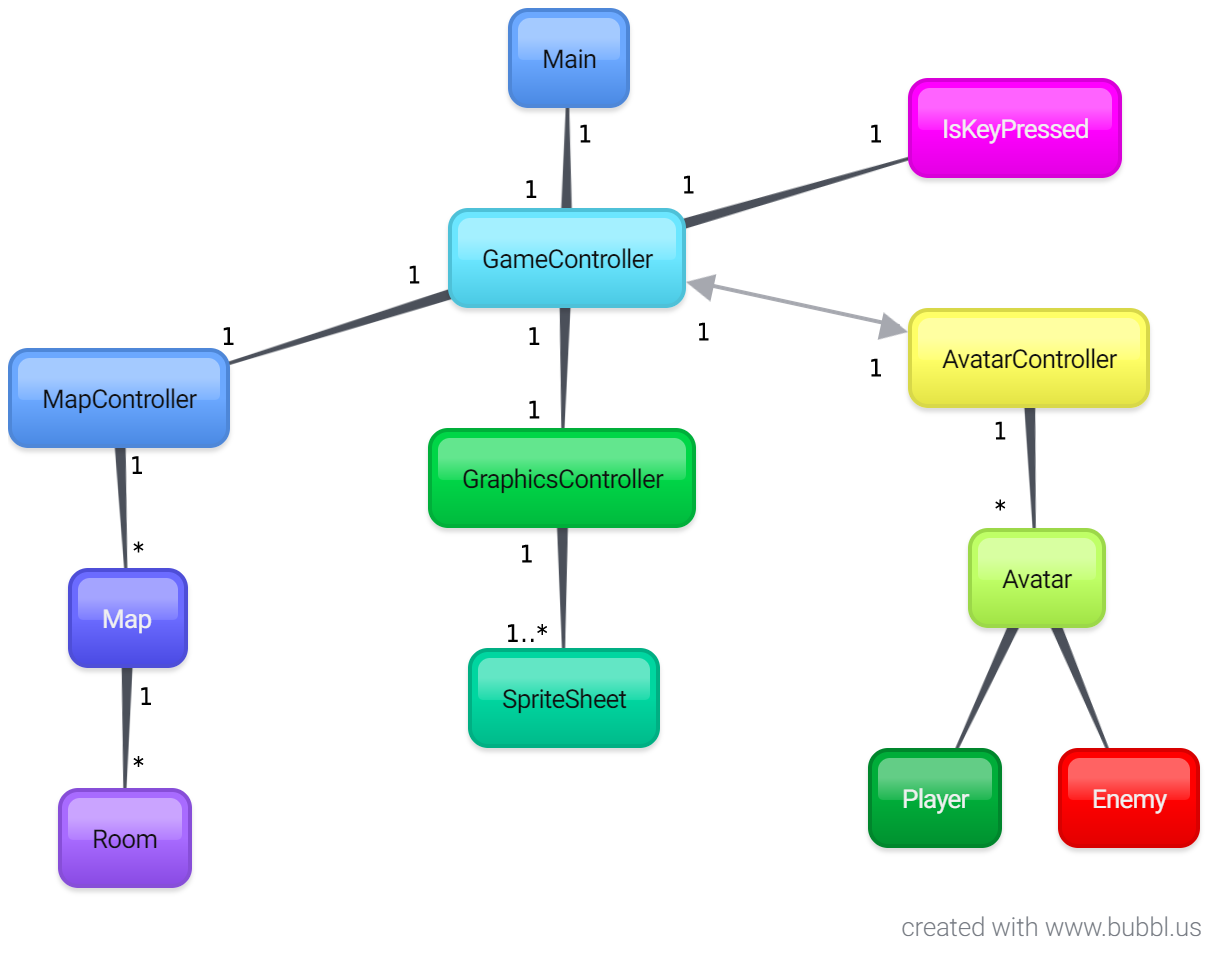 Main
1
IsKeyPressed
1
1
1
GameController
1
1
1
1
1
AvatarController
1
MapController
1
GraphicsController
1
1
*
1
*
SpriteSheet
1..*
Avatar
Map
1
*
Room
Player
Enemy
created with www.bubbl.us